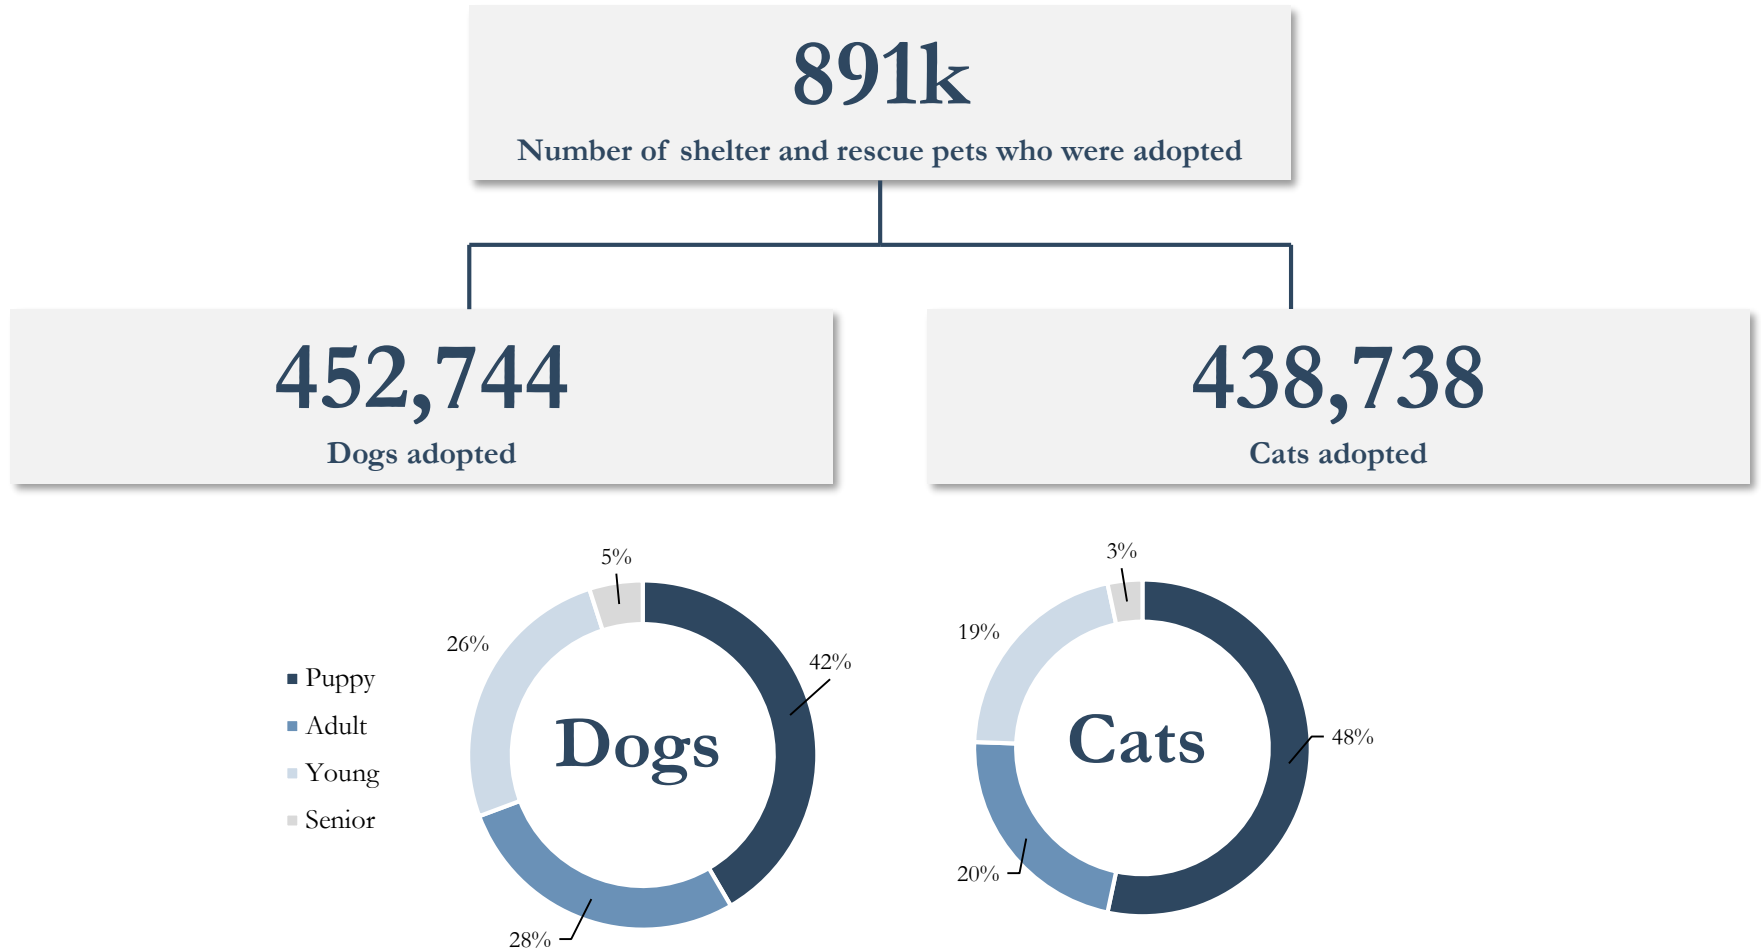 891k
Number of shelter and rescue pets who were adopted
452,744
Dogs adopted
438,738
Cats adopted
Puppy
Adult
Young
Senior
5%
26%
42%
Dogs
28%
3%
19%
48%
Cats
20%